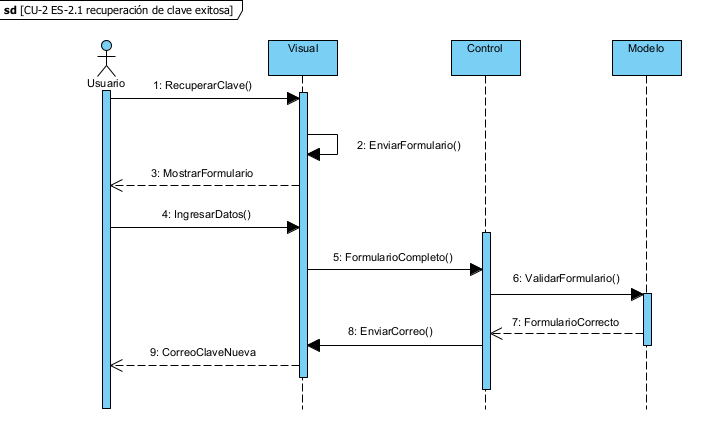 sd [CU-2 ES-2.1 recuperación de clave exitosa]
Visual
Control
Modelo
Usuario
1: RecuperarClave()
2: EnviarFormulario()
3: MostrarFormulario
4: IngresarDatos()
5: FormularioCompleto()
6: ValidarFormulario()
7: FormularioCorrecto
8: EnviarCorreo()
9: CorreoClaveNueva